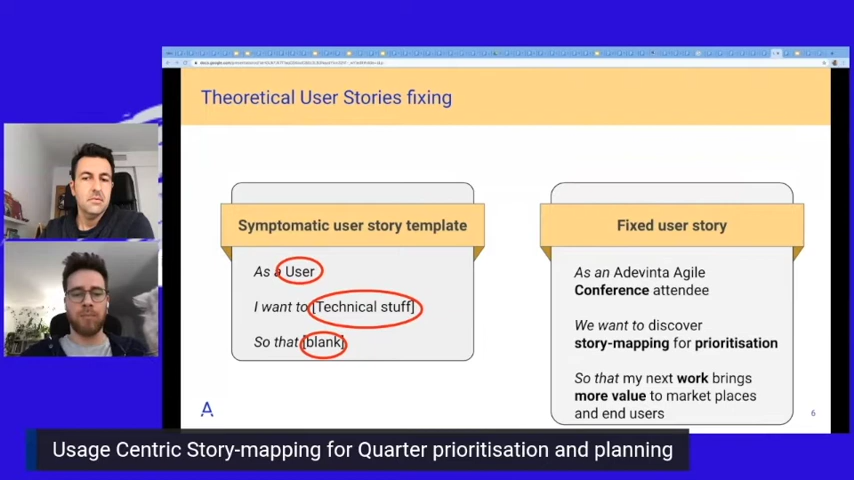 Theoretical User Stories fixing
Symptomatic user story template
As a User
I want to [Technical stuff]
So that [blank]
Fixed user story
As an Adevinta Agile
Conference attendee
We want to discover
story-mapping for prioritisation
So that my next work brings
more value to market places
and end users
A
6
Usage Centric Story-mapping for Quarter prioritisation and planning